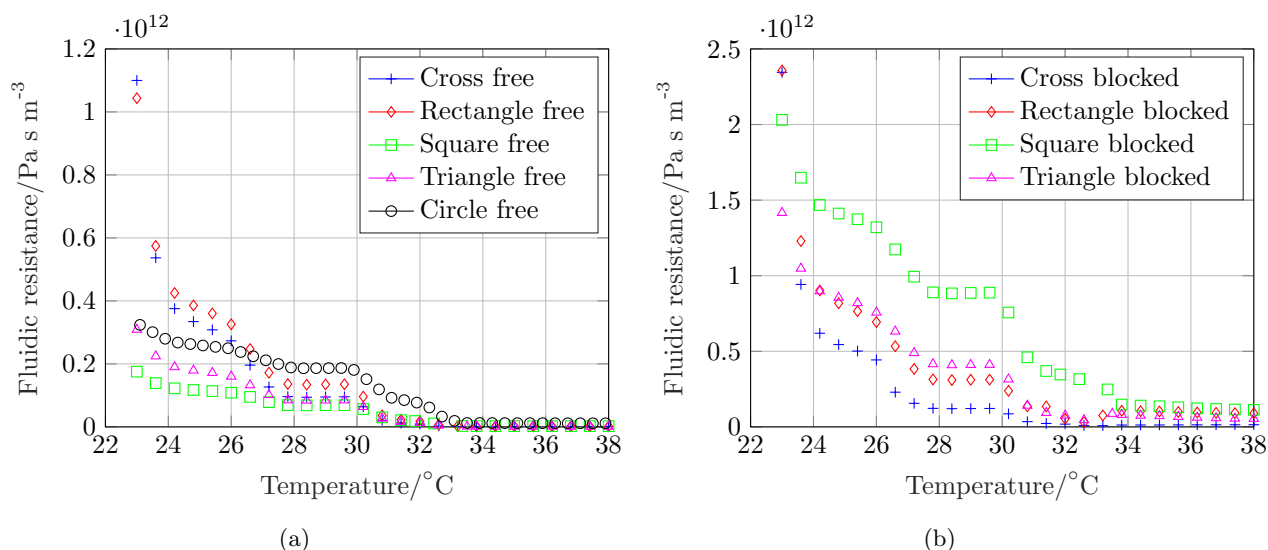 ·10^12
1.2
1
0.8
0.6
0.4
0.2
0
22 24 26 28 30 32 34 36 38
Fluidic resistance/Pa s m^-3
Temperature/°C
Cross free
Rectangle free
Square free
Triangle free
Circle free
(a)
·10^12
2.5
2
1.5
1
0.5
0
22 24 26 28 30 32 34 36 38
Fluidic resistance/Pa s m^-3
Temperature/°C
Cross blocked
Rectangle blocked
Square blocked
Triangle blocked
(b)